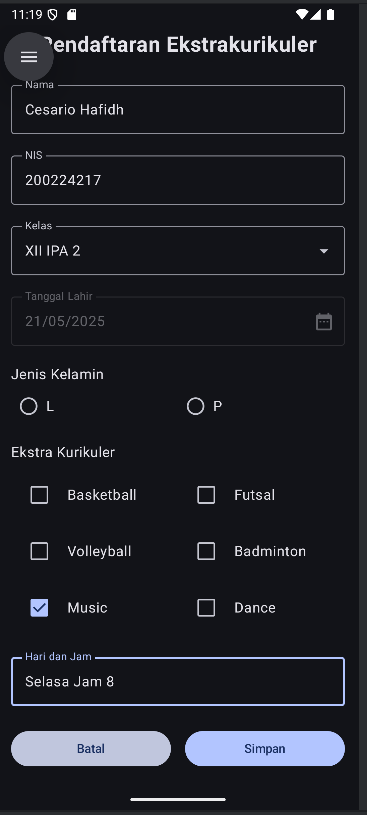 11:19
Pendaftaran Ekstrakurikuler
Nama
Cesario Hafidh
NIS
200224217
Kelas
XII IPA 2
Tanggal Lahir
21/05/2025
Jenis Kelamin
L P
Ekstra Kurikuler
Basketball Futsal
Volleyball Badminton
Music Dance
Hari dan Jam
Selasa Jam 8
Batal Simpan